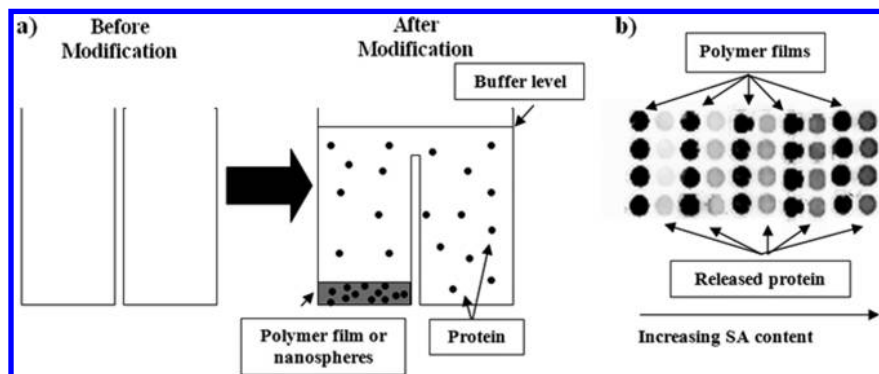 a)
Before
Modification
After
Modification
Buffer level
Polymer film or
nanospheres
Protein
b)
Polymer films
Released protein
Increasing SA content